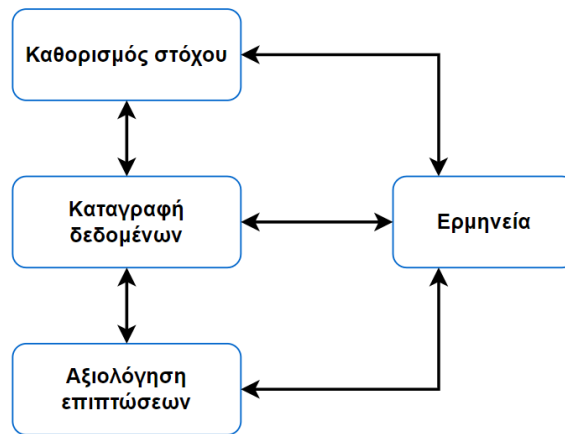 Καθορισμός στόχου
Καταγραφή
δεδομένων
Ερμηνεία
Αξιολόγηση
επιπτώσεων